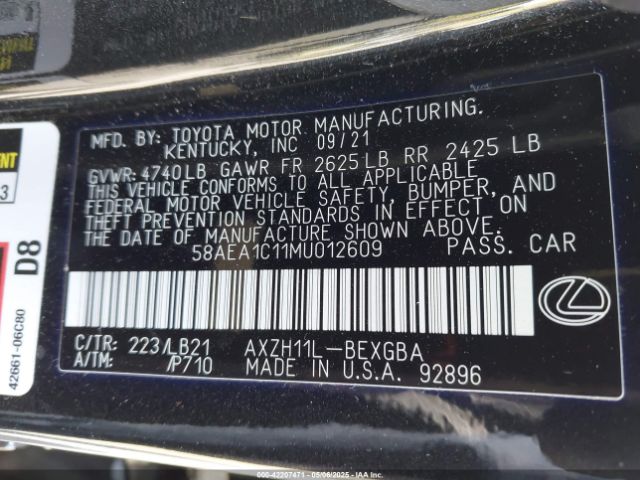 MFD. BY: TOYOTA MOTOR MANUFACTURING.
KENTUCKY, INC 09/21
GVWR: 4740LB GAWR FR 2625LB RR 2425 LB
THIS VEHICLE CONFORMS TO ALL APPLICABLE
FEDERAL MOTOR VEHICLE SAFETY, BUMPER, AND
THEFT PREVENTION STANDARDS IN EFFECT ON
THE DATE OF MANUFACTURE SHOWN ABOVE.
58AEA1C11MU012609 PASS. CAR
C/TR: 223/LB21 AXZH11L-BEXGBA
A/TM: /P710 MADE IN U.S.A. 92896
D8
42661-06C80
000-42207471 - 05/06/2025 - IAAI.com